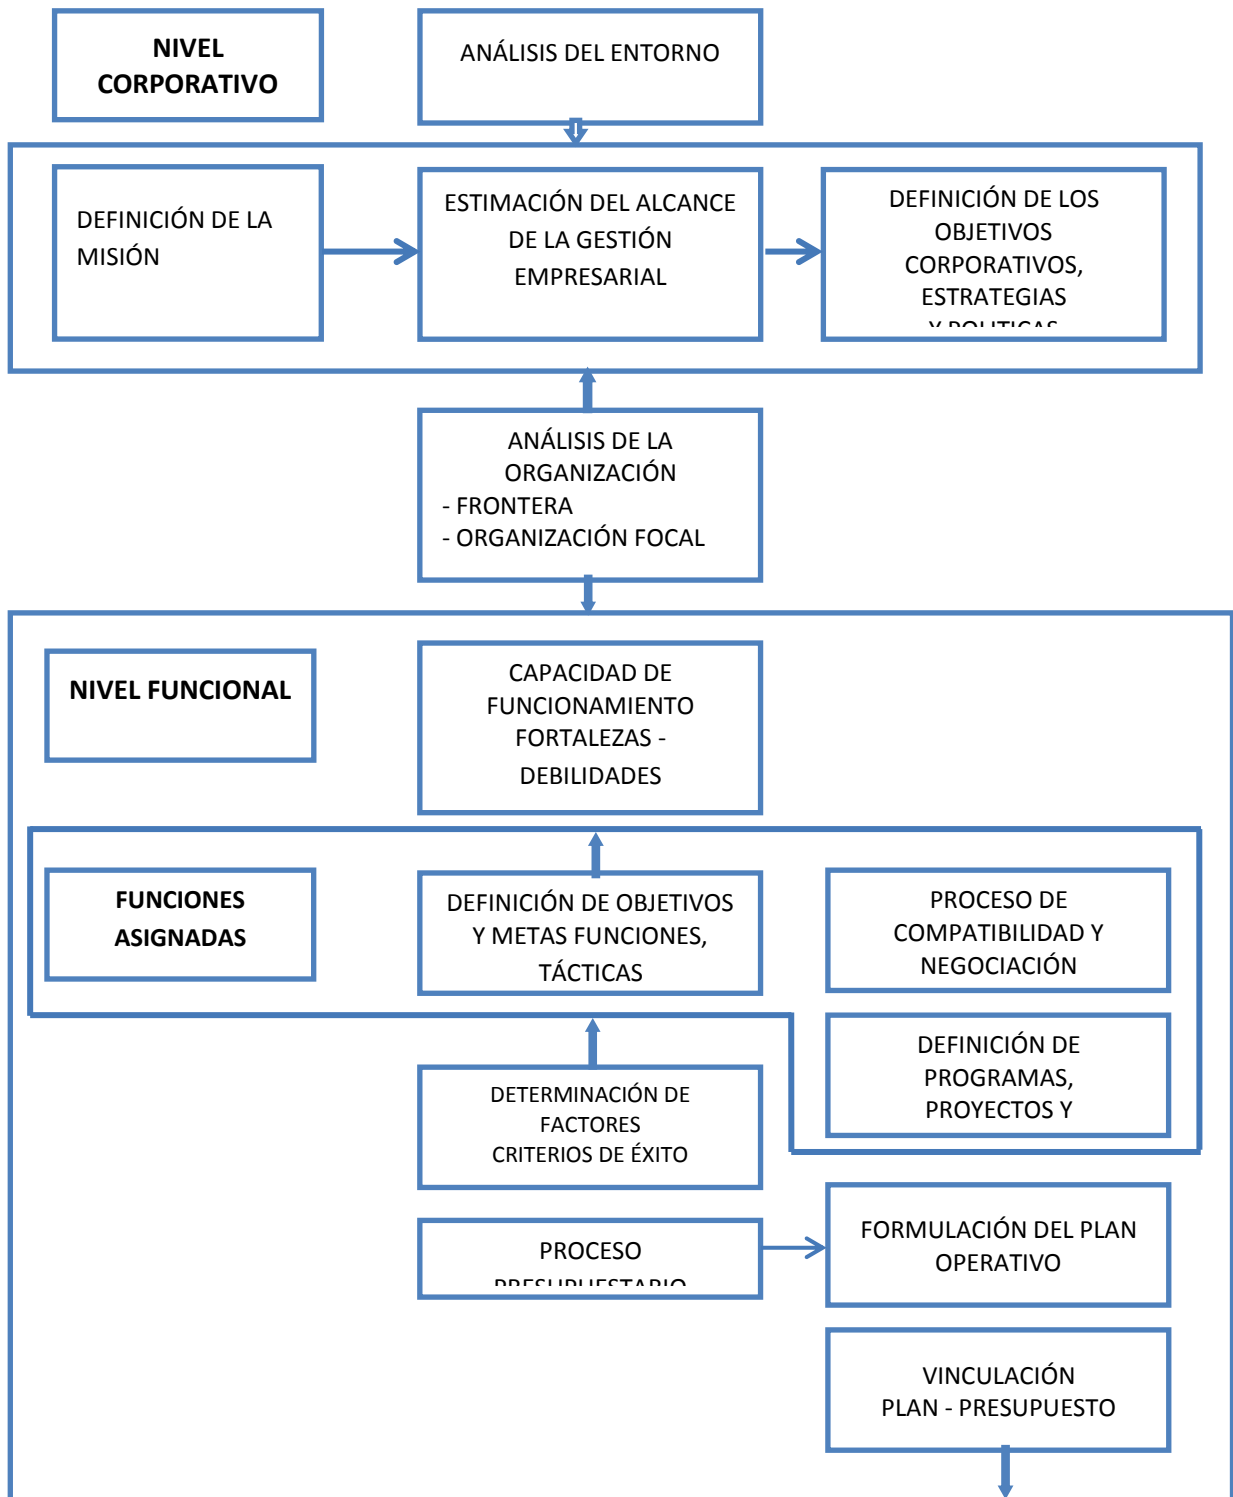 NIVEL
CORPORATIVO
ANÁLISIS DEL ENTORNO
DEFINICIÓN DE LA
MISIÓN
ESTIMACIÓN DEL ALCANCE
DE LA GESTIÓN
EMPRESARIAL
DEFINICIÓN DE LOS
OBJETIVOS
CORPORATIVOS,
ESTRATEGIAS
Y POLITICAS
ANÁLISIS DE LA
ORGANIZACIÓN
- FRONTERA
- ORGANIZACIÓN FOCAL
NIVEL FUNCIONAL
CAPACIDAD DE
FUNCIONAMIENTO
FORTALEZAS -
DEBILIDADES
FUNCIONES
ASIGNADAS
DEFINICIÓN DE OBJETIVOS
Y METAS FUNCIONES,
TÁCTICAS
PROCESO DE
COMPATIBILIDAD Y
NEGOCIACIÓN
DEFINICIÓN DE
PROGRAMAS,
PROYECTOS Y
DETERMINACIÓN DE
FACTORES
CRITERIOS DE ÉXITO
PROCESO
PRESUPUESTARIO
FORMULACIÓN DEL PLAN
OPERATIVO
VINCULACIÓN
PLAN - PRESUPUESTO